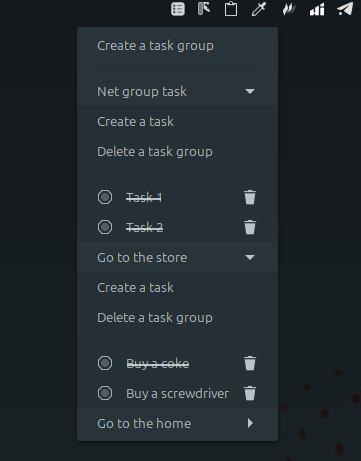 Create a task group
Net group task
Create a task
Delete a task group
Task 1
Task 2
Go to the store
Create a task
Delete a task group
Buy a coke
Buy a screwdriver
Go to the home